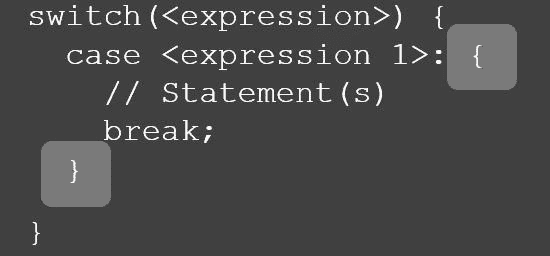 switch(<expression>) {
case <expression 1>: {
// Statement(s)
break;
}
}